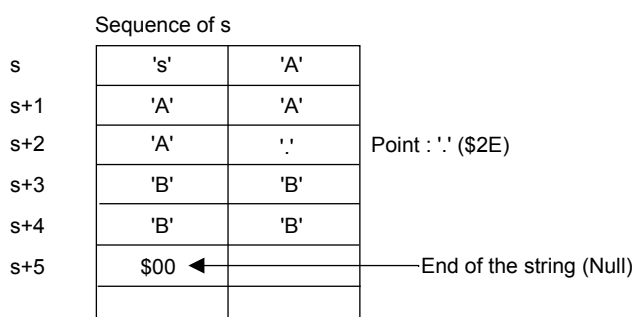 Sequence of s
s 's' 'A'
s+1 'A' 'A'
s+2 'A' '.' Point : '.' ($2E)
s+3 'B' 'B'
s+4 'B' 'B'
s+5 $00 End of the string (Null)